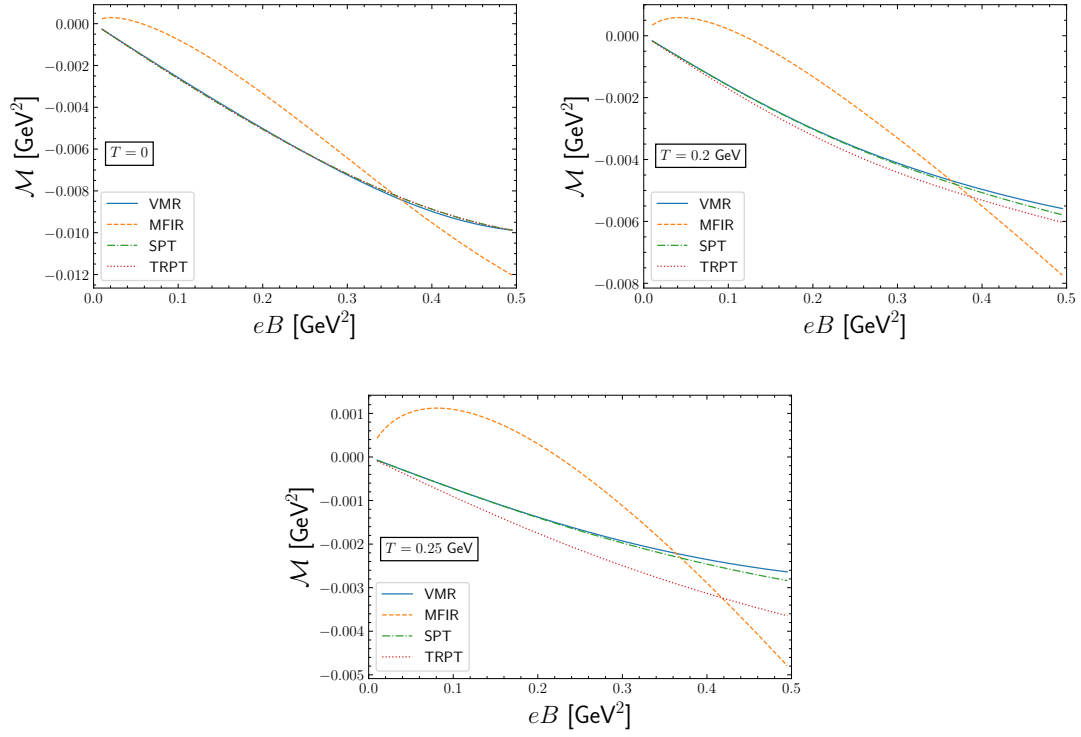 0.000
−0.002
−0.004
−0.006
−0.008
−0.010
−0.012
ℳ [GeV²]
T = 0
VMR
MFIR
SPT
TRPT
0.0 0.1 0.2 0.3 0.4 0.5
eB [GeV²]
0.000
−0.002
−0.004
−0.006
−0.008
ℳ [GeV²]
T = 0.2 GeV
VMR
MFIR
SPT
TRPT
0.0 0.1 0.2 0.3 0.4 0.5
eB [GeV²]
0.001
0.000
−0.001
−0.002
−0.003
−0.004
−0.005
ℳ [GeV²]
T = 0.25 GeV
VMR
MFIR
SPT
TRPT
0.0 0.1 0.2 0.3 0.4 0.5
eB [GeV²]